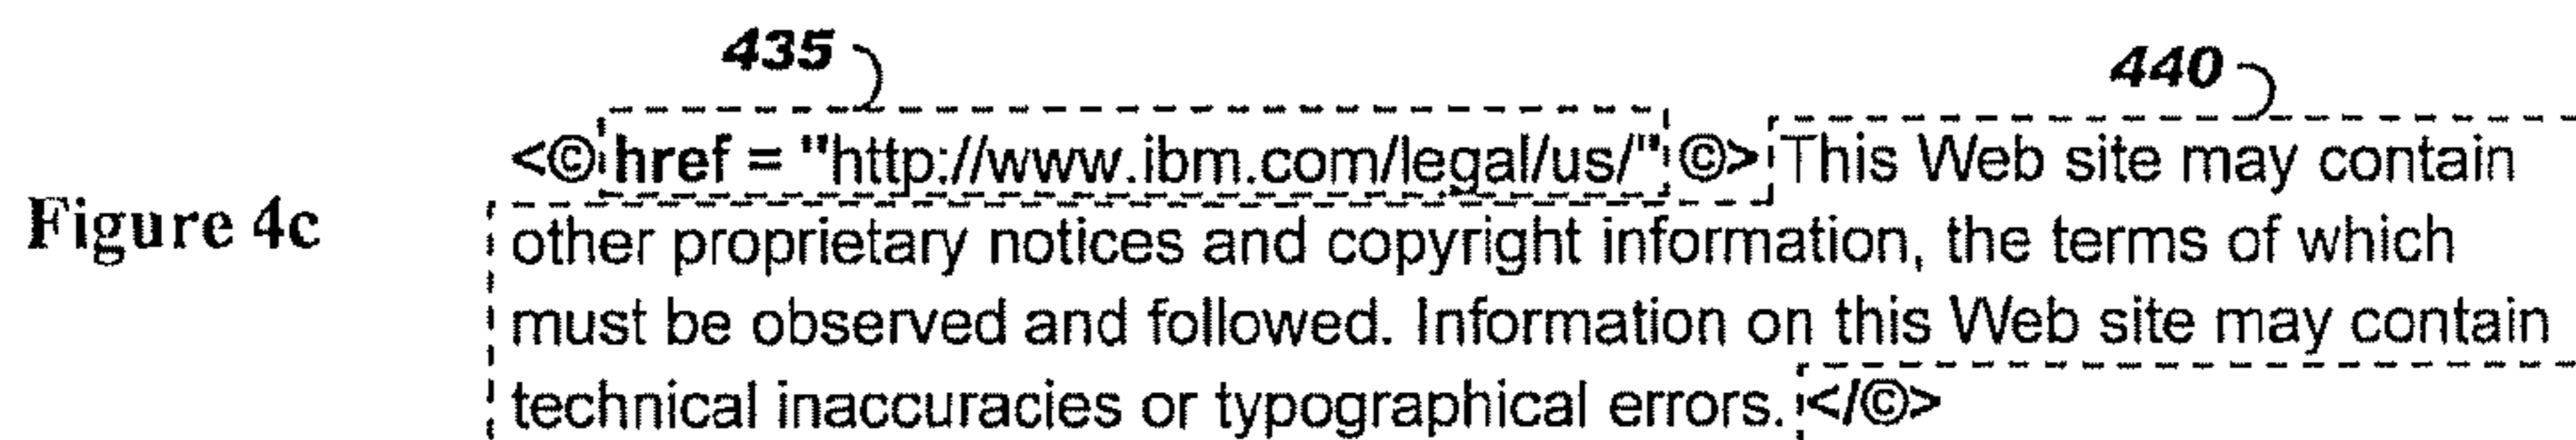 435
440
<©href = "http://www.ibm.com/legal/us/"©>This Web site may contain
Figure 4c
other proprietary notices and copyright information, the terms of which
must be observed and followed. Information on this Web site may contain
technical inaccuracies or typographical errors.</©>